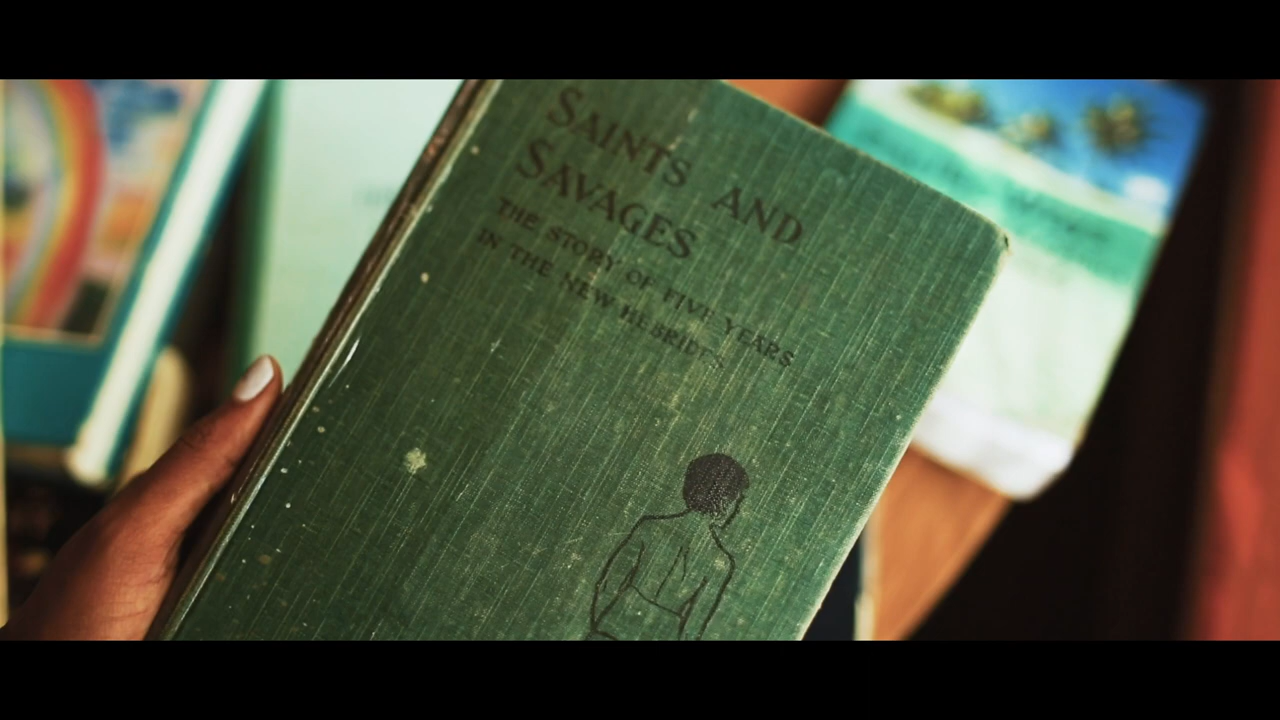 SAINTS AND
SAVAGES
THE STORY OF FIVE YEARS
IN THE NEW HEBRIDES